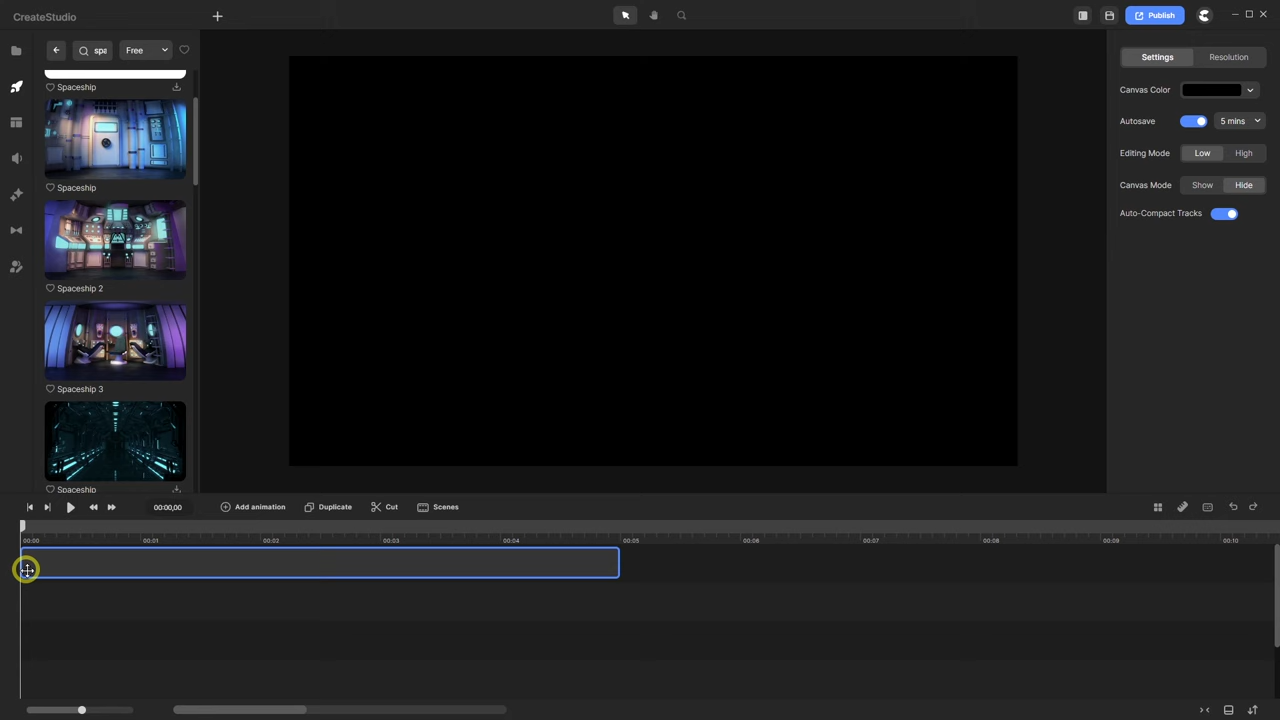 CreateStudio
Publish
spa
Free
Settings
Resolution
Spaceship
Canvas Color
Autosave
5 mins
Editing Mode
Low
High
Spaceship
Canvas Mode
Show
Hide
Auto-Compact Tracks
Spaceship 2
Spaceship 3
Spaceship
00:00,00
Add animation
Duplicate
Cut
Scenes
00:00
00:01
00:02
00:03
00:04
00:05
00:06
00:07
00:08
00:09
00:10